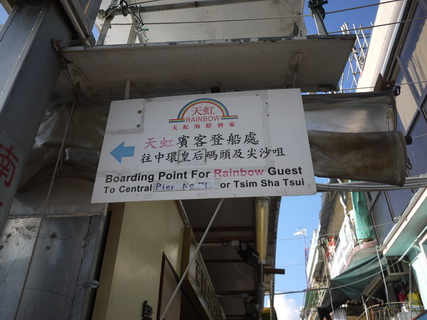 天虹
RAINBOW
天虹海鮮酒家
天虹賓客登船處
往中環皇后碼頭及尖沙咀
Boarding Point For Rainbow Guest
To Central Pier or Tsim Sha Tsui